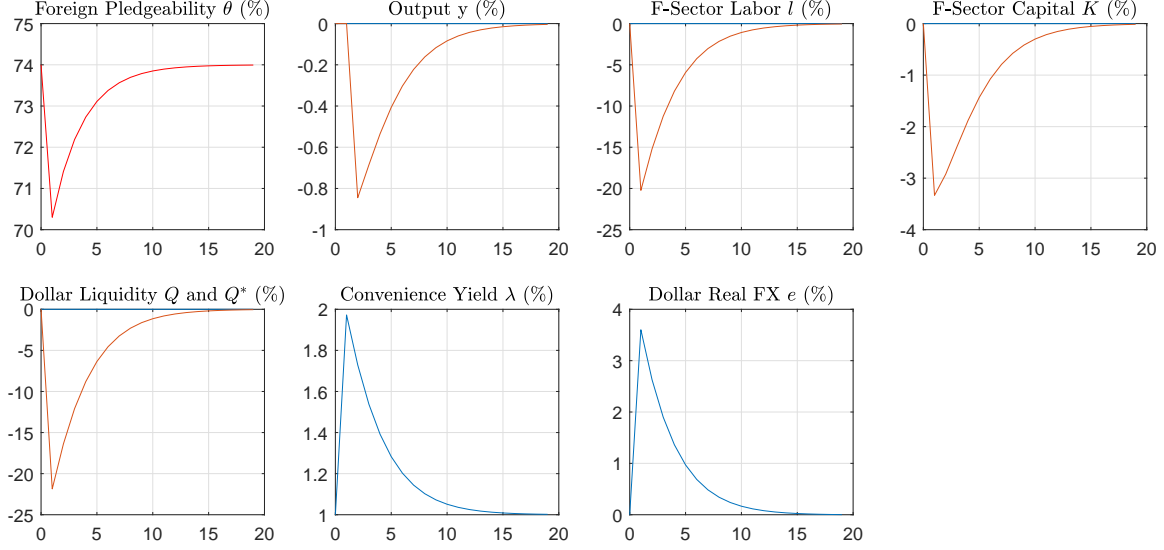 Foreign Pledgeability θ (%)
75
74
73
72
71
70
0 5 10 15 20
Output y (%)
0
-0.2
-0.4
-0.6
-0.8
-1
0 5 10 15 20
F-Sector Labor l (%)
0
-5
-10
-15
-20
-25
0 5 10 15 20
F-Sector Capital K (%)
0
-1
-2
-3
-4
0 5 10 15 20
Dollar Liquidity Q and Q* (%)
0
-5
-10
-15
-20
-25
0 5 10 15 20
Convenience Yield λ (%)
2
1.8
1.6
1.4
1.2
1
0 5 10 15 20
Dollar Real FX e (%)
4
3
2
1
0
0 5 10 15 20